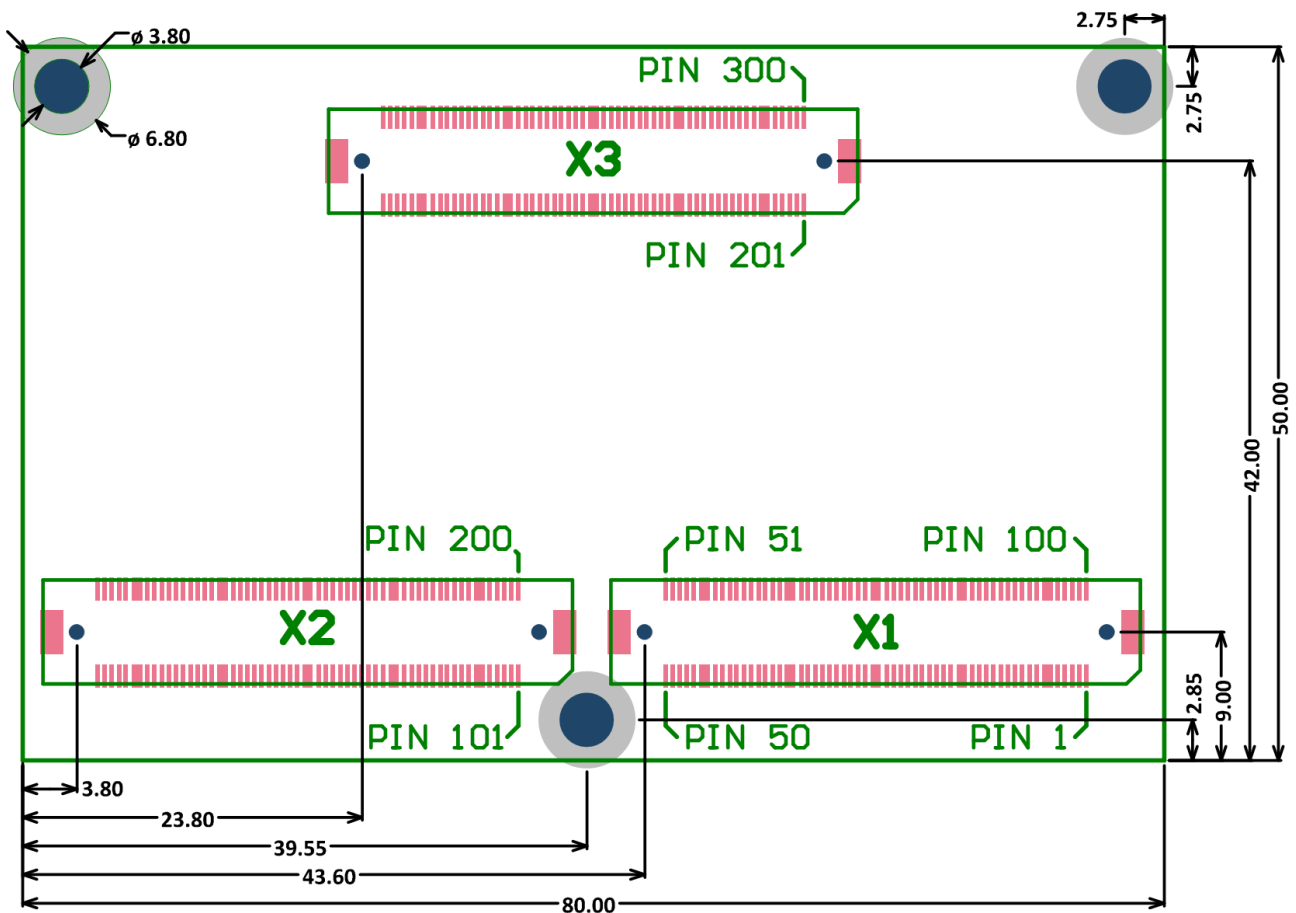 2.75
ø 3.80
PIN 300
2.75
ø 6.80
X3
PIN 201
50.00
42.00
PIN 200
PIN 51
PIN 100
X2
X1
2.85
9.00
PIN 101
PIN 50
PIN 1
3.80
23.80
39.55
43.60
80.00